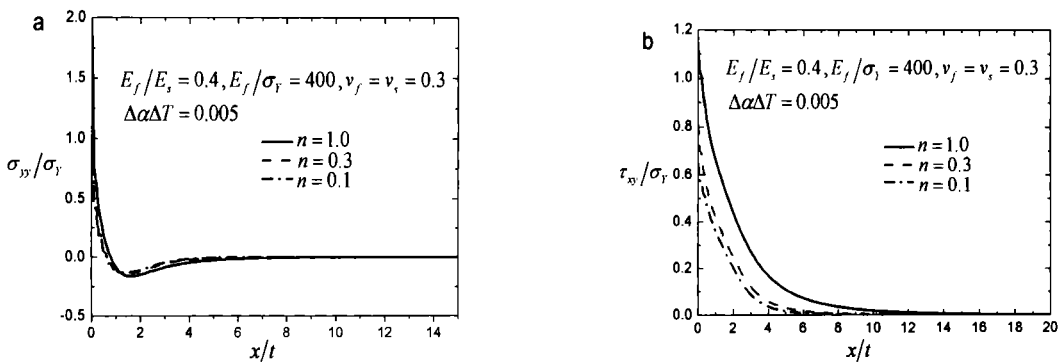 a
2.0
1.5
1.0
0.5
0.0
-0.5
σ_yy/σ_Y
E_f/E_s = 0.4, E_f/σ_Y = 400, ν_f = ν_s = 0.3
ΔαΔT = 0.005
n = 1.0
n = 0.3
n = 0.1
0 2 4 6 8 10 12 14
x/t
b
1.2
1.0
0.8
0.6
0.4
0.2
0.0
τ_xy/σ_Y
E_f/E_s = 0.4, E_f/σ_Y = 400, ν_f = ν_s = 0.3
ΔαΔT = 0.005
n = 1.0
n = 0.3
n = 0.1
0 2 4 6 8 10 12 14 16 18 20
x/t